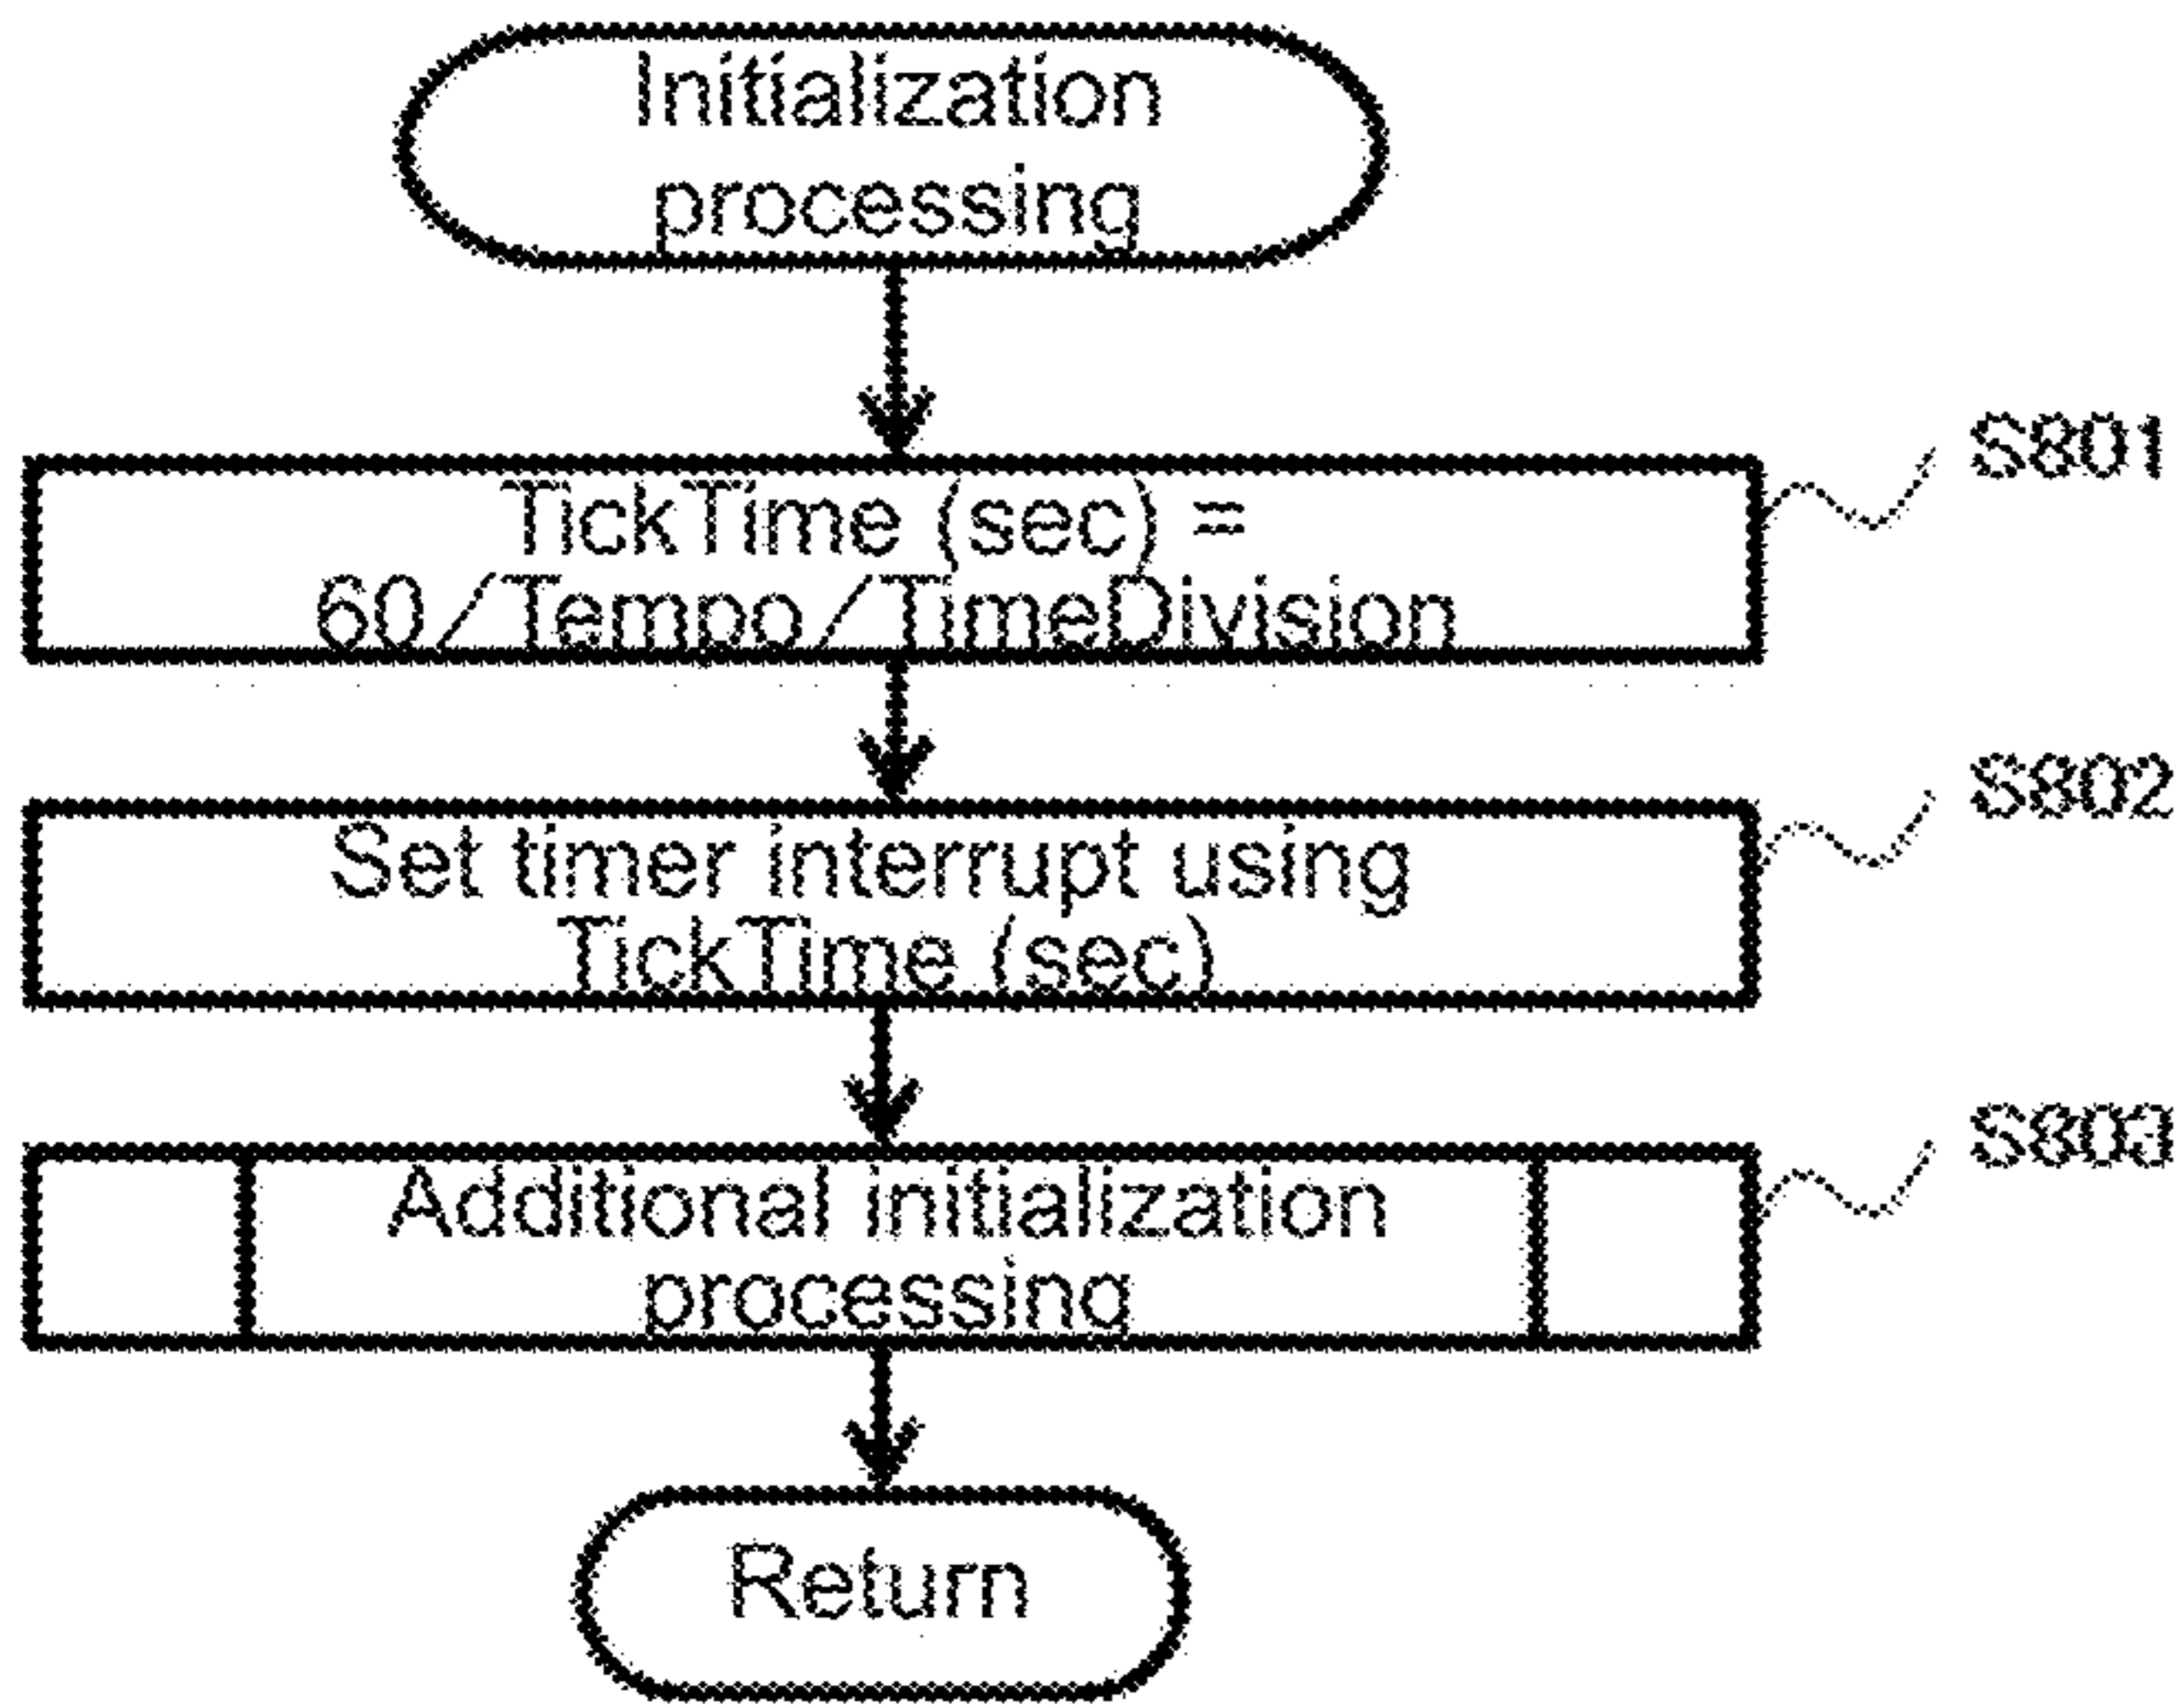 Initialization
processing
S801
TickTime (sec) =
60/Tempo/TimeDivision
S802
Set timer interrupt using
TickTime (sec)
S803
Additional initialization
processing
Return